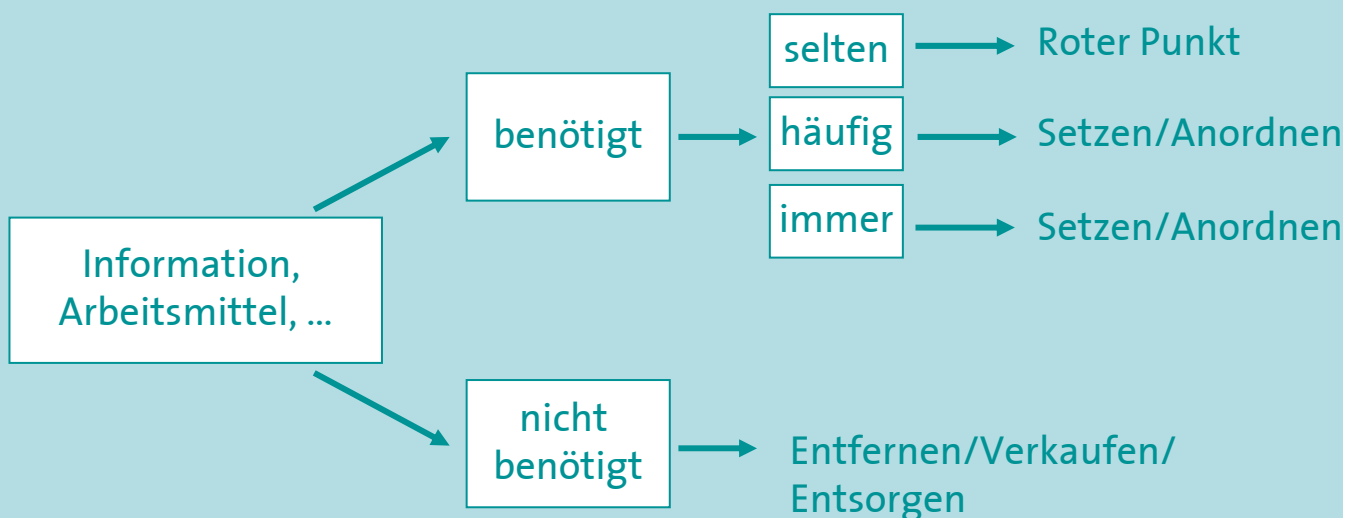 selten
Roter Punkt
benötigt
häufig
Setzen/Anordnen
immer
Setzen/Anordnen
Information,
Arbeitsmittel, ...
nicht
benötigt
Entfernen/Verkaufen/
Entsorgen